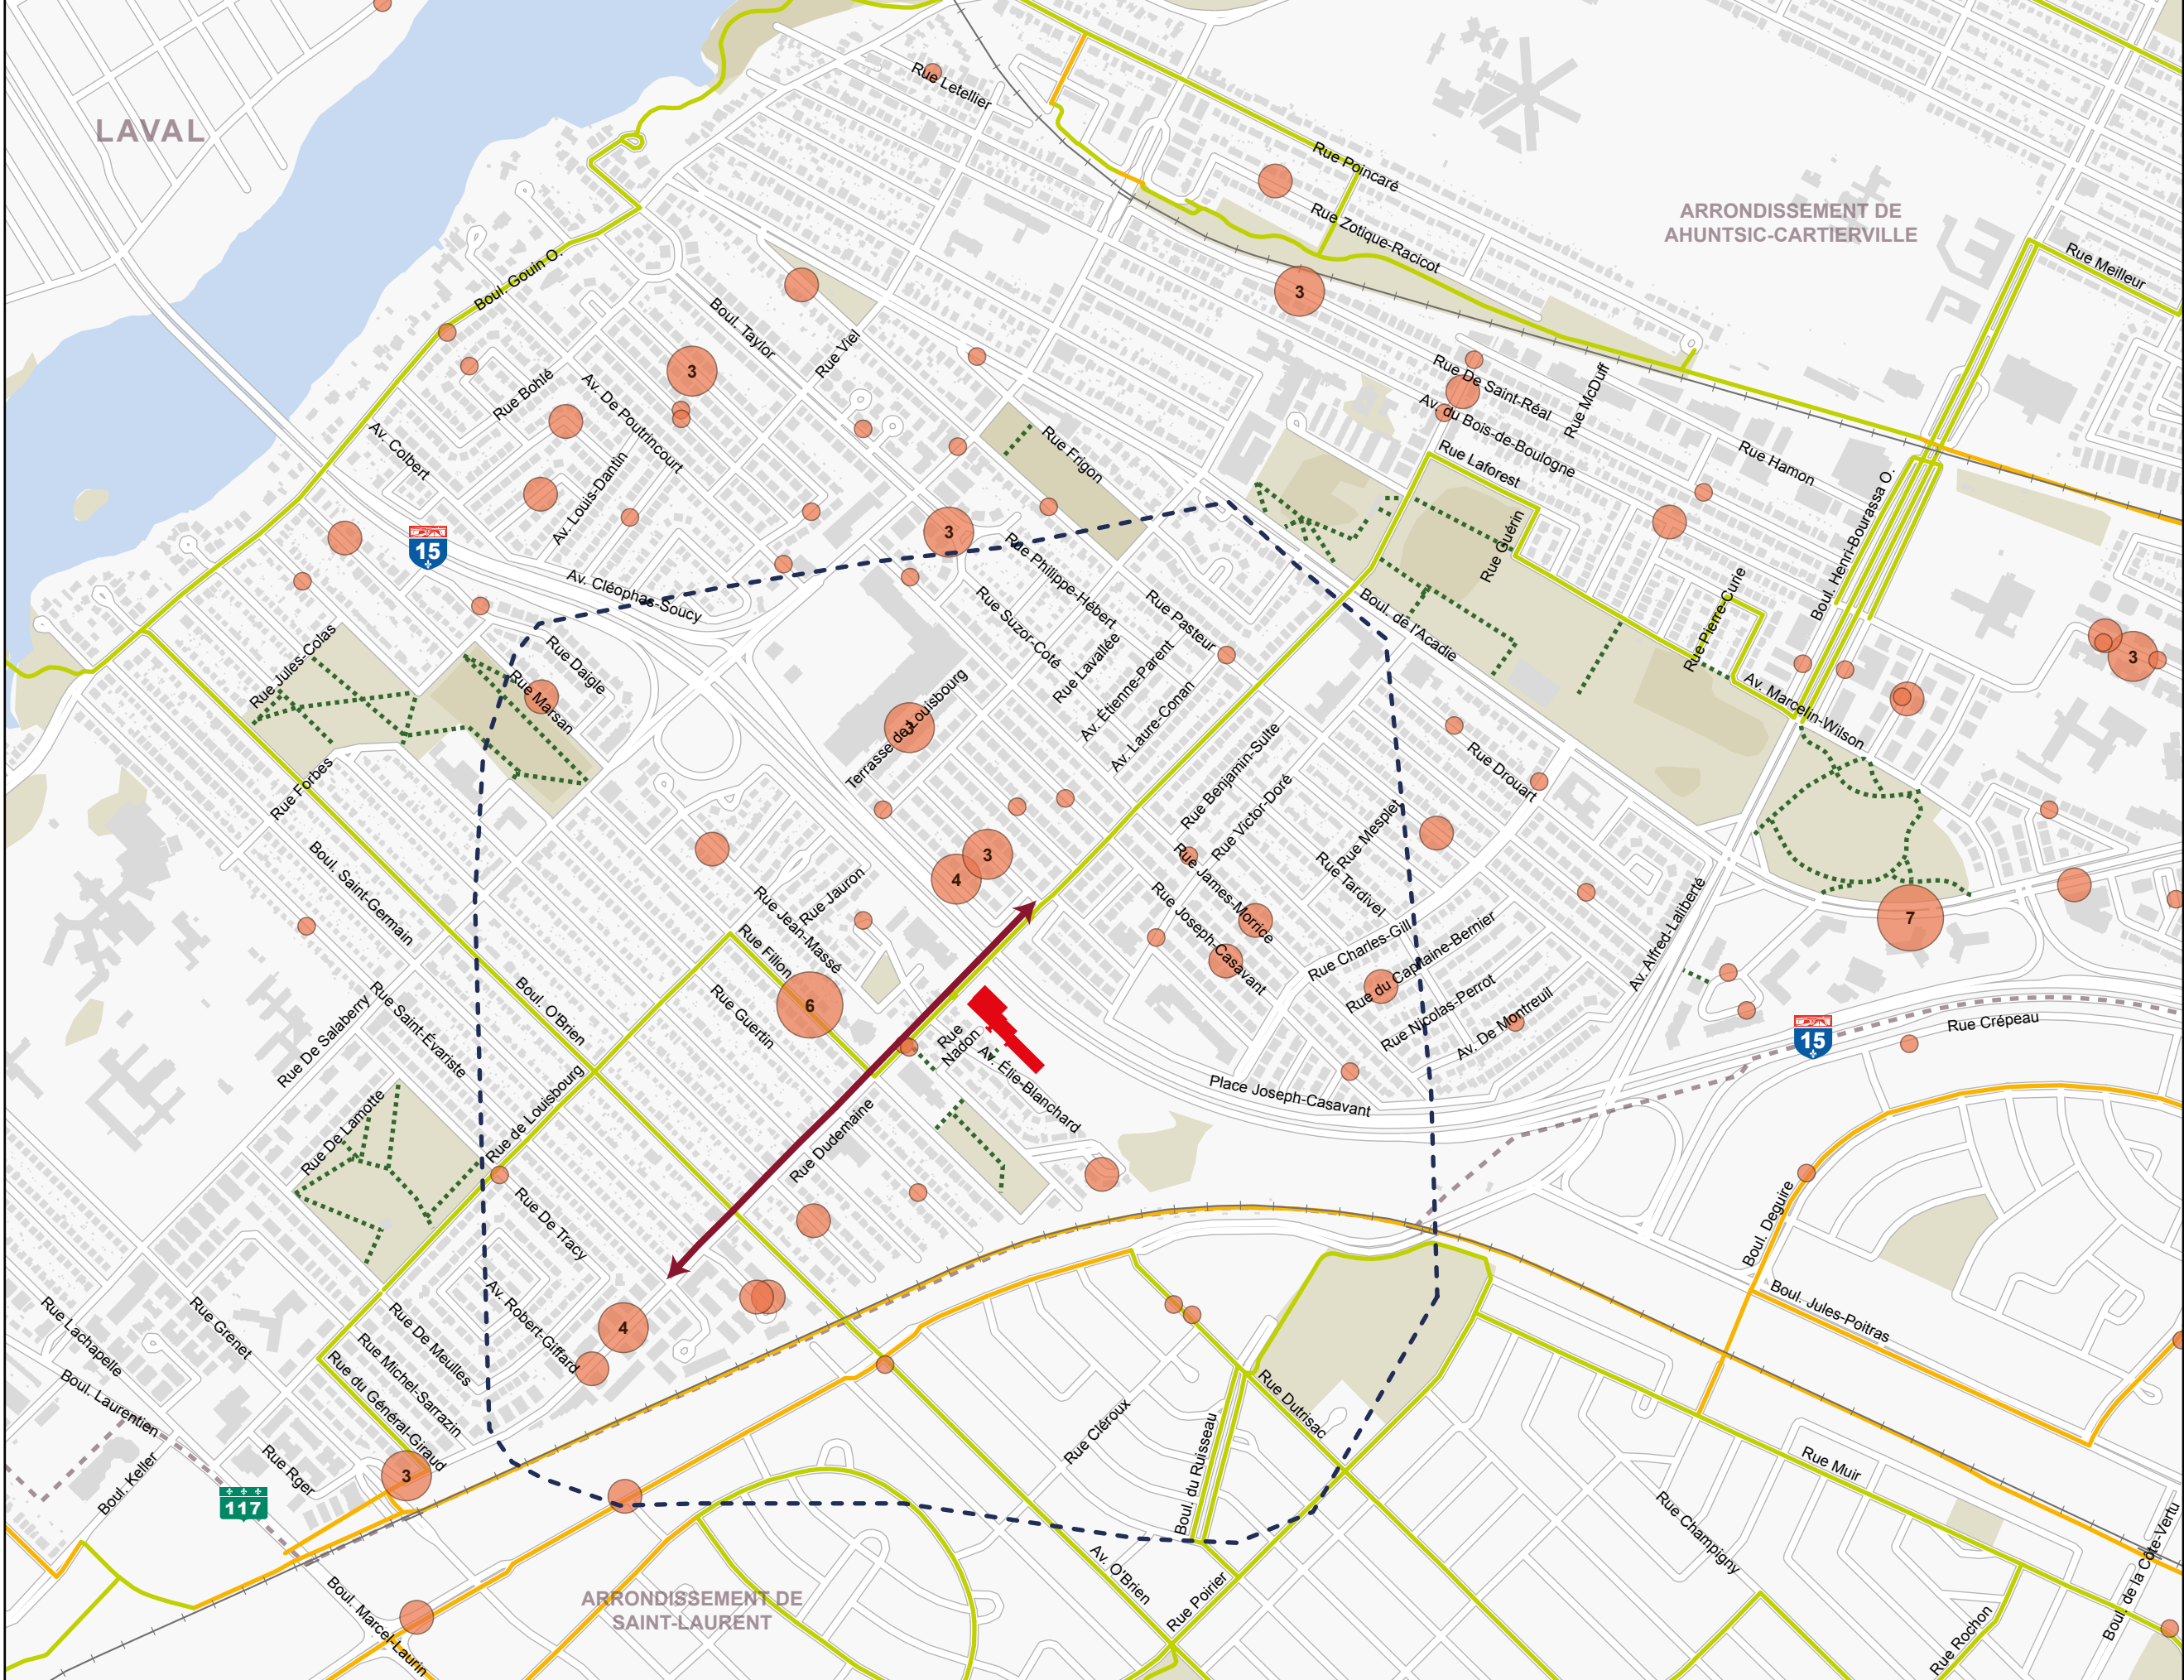 Rue Letellier
LAVAL
Rue Poincaré
ARRONDISSEMENT DE
AHUNTSIC-CARTIERVILLE
Rue Zotique-Racicot
Rue Meilleur
Boul. Gouin O.
3
Boul. Taylor
Rue Viel
3
Rue De Saint-Réal
Rue McDuff
Rue Bohlé
Av. De Poutrincourt
Av. du Bois-de-Boulogne
Rue Frigon
Av. Colbert
Rue Laforest
Rue Hamon
Av. Louis-Dantin
Boul. Henri-Bourassa O.
3
Rue Guérin
15
Rue Philippe-Hébert
Av. Cléophas-Soucy
Rue Suzor-Coté
Rue Pasteur
Boul. de l'Acadie
Rue Pierre-Curie
Rue Jules-Colas
Rue Daigle
Rue Lavallée
Av. Étienne-Parent
3
Rue Marsan
Av. Laure-Conan
Av. Marcelin-Wilson
Terrasse de Louisbourg
Rue Benjamin-Sulte
Rue Drouart
Rue Forbes
Rue Victor-Doré
Rue Mesplet
3
4
Rue James-Morrice
Rue Tardivel
Boul. Saint-Germain
Rue Jauron
Rue Jean-Massé
Rue Joseph-Casavant
7
Av. Alfred-Laliberté
Rue Filion
Rue Charles-Gill
Rue du Capitaine-Bernier
6
Boul. O'Brien
Rue Guertin
Rue Saint-Évariste
Rue De Salaberry
Rue Nicolas-Perrot
Rue
Nadon
Av. Élie-Blanchard
Av. De Montreuil
15
Rue Crépeau
Place Joseph-Casavant
Rue De Lamotte
Rue de Louisbourg
Rue Dudemaine
Rue De Tracy
Boul. Deguire
Av. Robert-Giffard
4
Boul. Jules-Poitras
Rue Lachapelle
Rue Grenet
Rue De Meulles
Rue Michel-Sarrazin
Rue du Général-Giraud
Boul. Laurentien
Rue Dutrisac
Rue Cléroux
Boul. du Ruisseau
Boul. Keller
Rue Rger
3
117
Rue Muir
Rue Champigny
Boul. de la Côte-Vertu
Av. O'Brien
Rue Poirier
Boul. Marcel-Laurin
ARRONDISSEMENT DE
SAINT-LAURENT
Rue Rochon